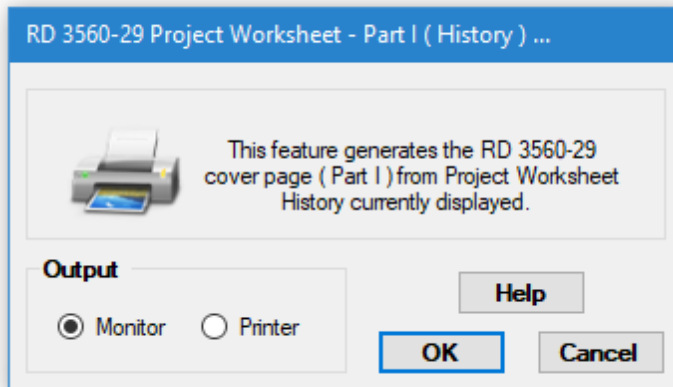 RD 3560-29 Project Worksheet - Part I ( History ) ...
This feature generates the RD 3560-29
cover page ( Part I ) from Project Worksheet
History currently displayed.
Output
Monitor
Printer
Help
OK
Cancel